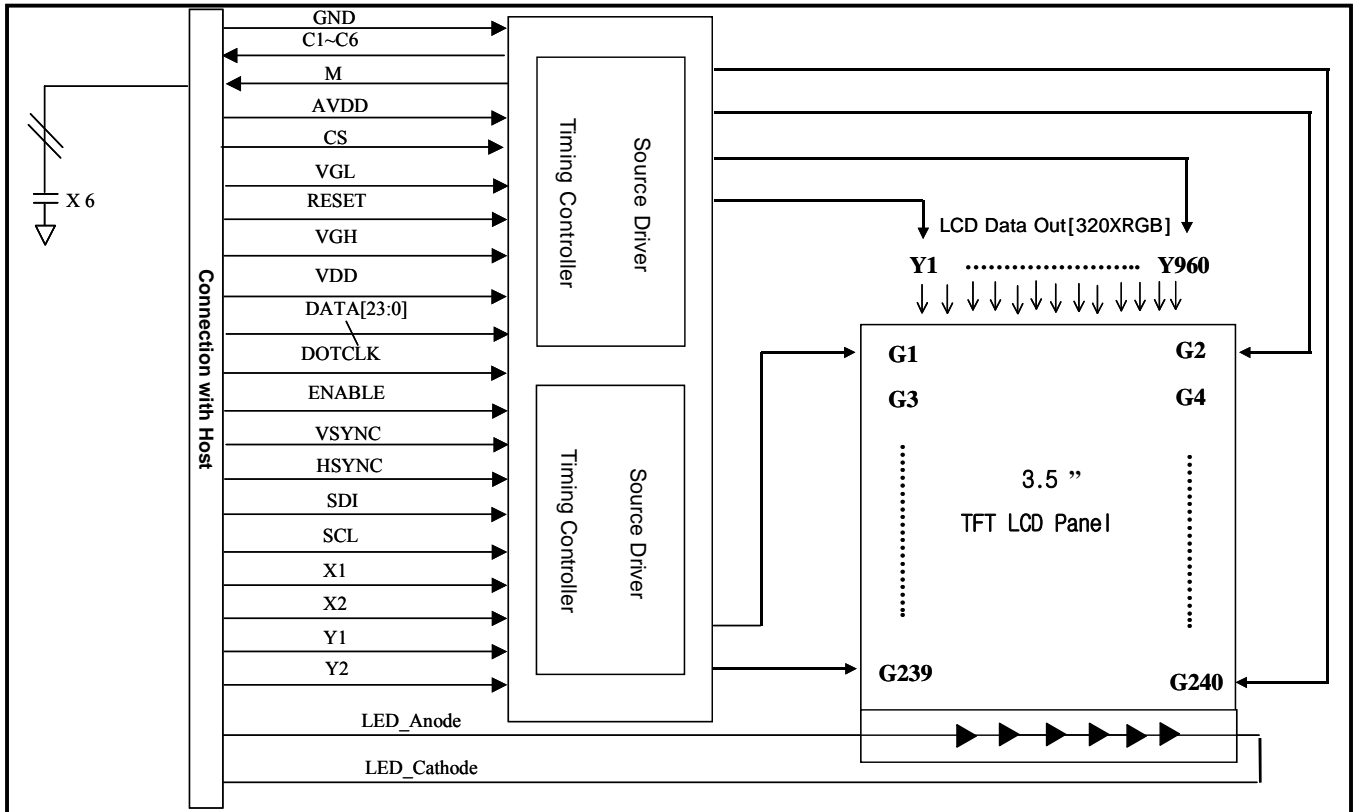 GND
C1~C6
M
AVDD
CS
VGL
RESET
VGH
VDD
DATA[23:0]
DOTCLK
ENABLE
VSYNC
HSYNC
SDI
SCL
X1
X2
Y1
Y2
LED_Anode
LED_Cathode
X 6
Connection with Host
Source Driver
Timing Controller
Source Driver
Timing Controller
LCD Data Out[320XRGB]
Y1 ........................ Y960
G1 G2
G3 G4
3.5 ”
TFT LCD Panel
G239 G240